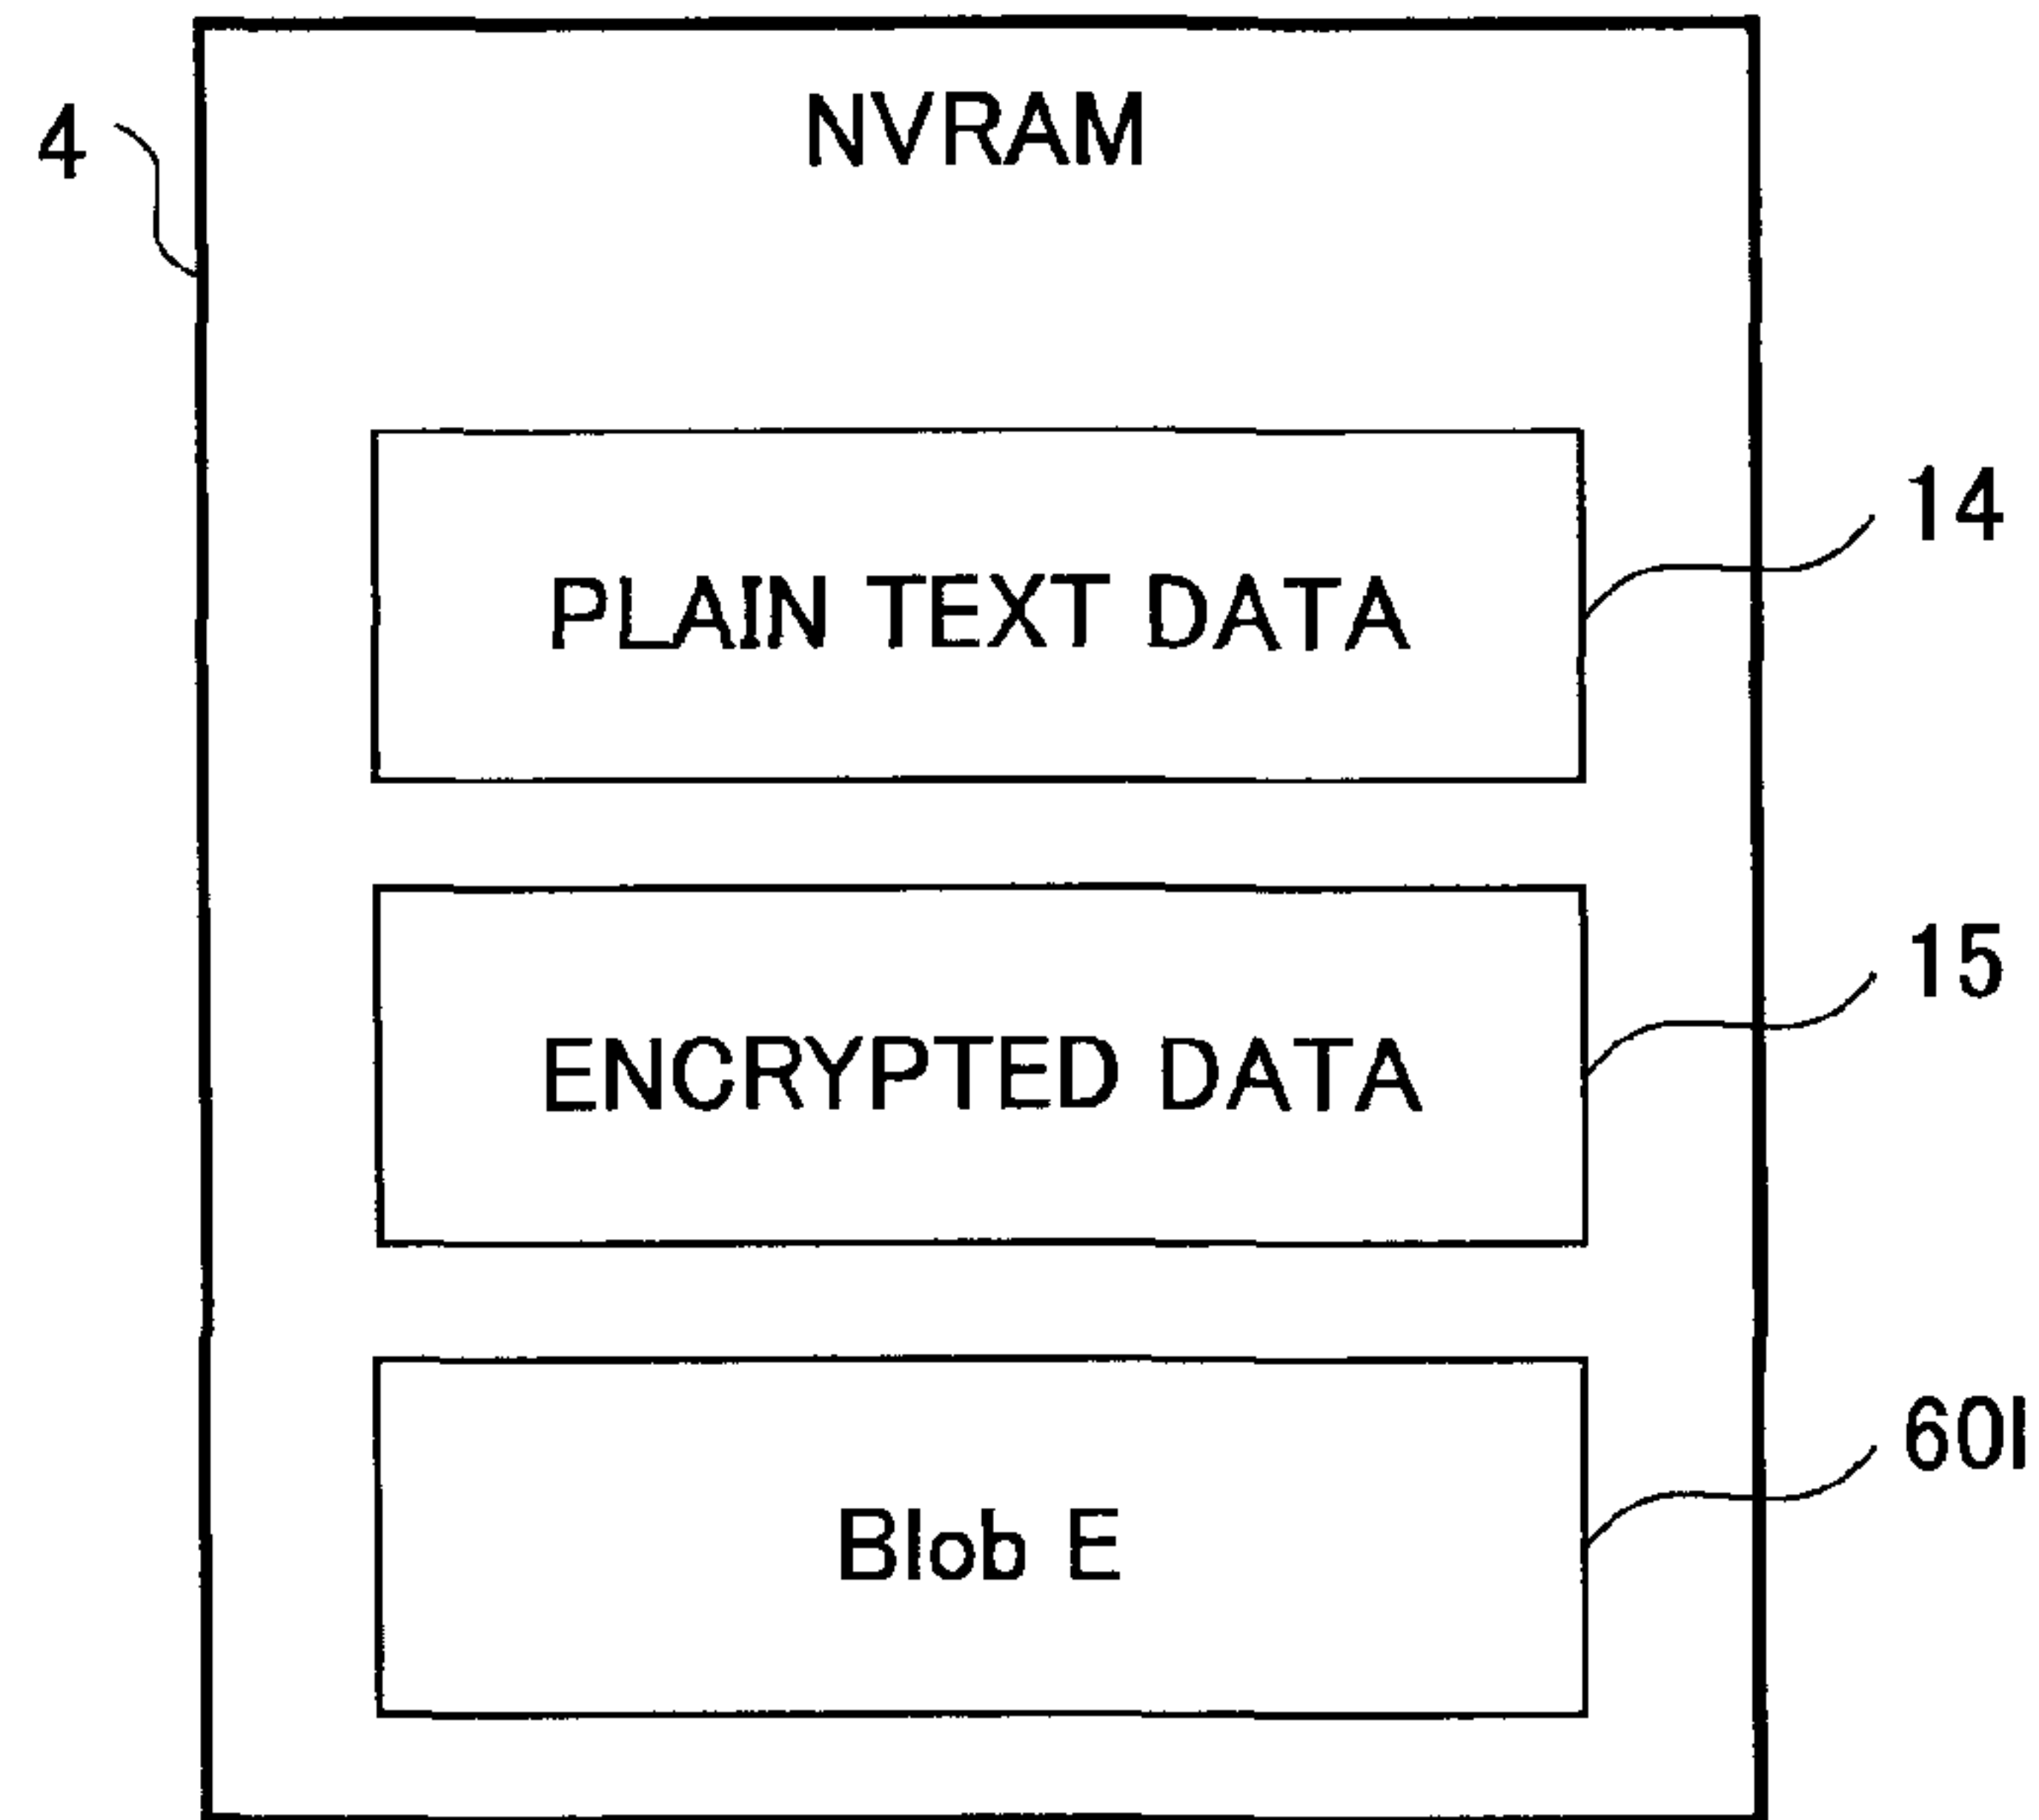 NVRAM
4
14
PLAIN TEXT DATA
15
ENCRYPTED DATA
60I
Blob E